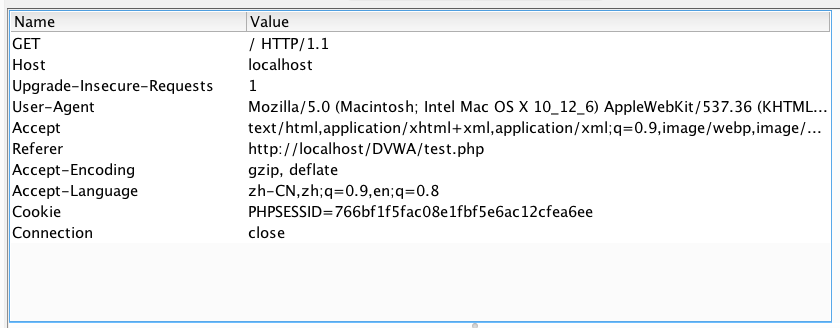 Name Value
GET / HTTP/1.1
Host localhost
Upgrade-Insecure-Requests 1
User-Agent Mozilla/5.0 (Macintosh; Intel Mac OS X 10_12_6) AppleWebKit/537.36 (KHTML...
Accept text/html,application/xhtml+xml,application/xml;q=0.9,image/webp,image/...
Referer http://localhost/DVWA/test.php
Accept-Encoding gzip, deflate
Accept-Language zh-CN,zh;q=0.9,en;q=0.8
Cookie PHPSESSID=766bf1f5fac08e1fbf5e6ac12cfea6ee
Connection close